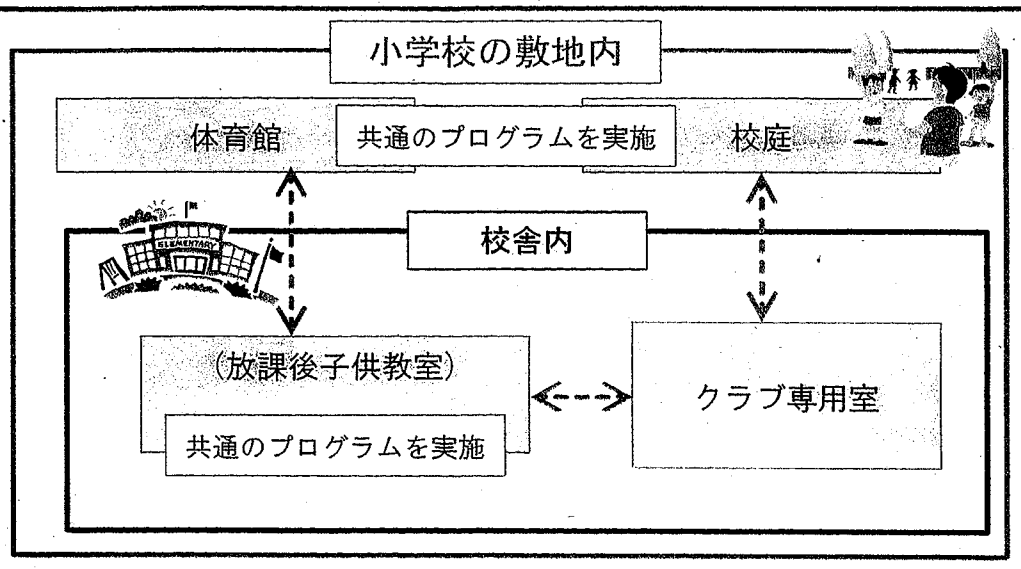 小学校の敷地内
体育館
共通のプログラムを実施
校庭
ELEMENTARY
校舎内
(放課後子供教室)
共通のプログラムを実施
クラブ専用室